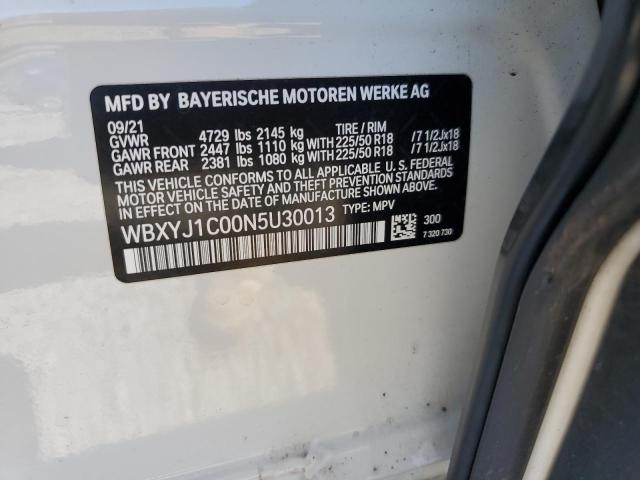 MFD BY BAYERISCHE MOTOREN WERKE AG
09/21 TIRE / RIM
GVWR 4729 lbs 2145 kg
GAWR FRONT 2447 lbs 1110 kg WITH 225/50 R18 /7 1/2Jx18
GAWR REAR 2381 lbs 1080 kg WITH 225/50 R18 /7 1/2Jx18
THIS VEHICLE CONFORMS TO ALL APPLICABLE U.S. FEDERAL
MOTOR VEHICLE SAFETY, BUMPER, AND THEFT PREVENTION
STANDARDS IN EFFECT ON THE DATE OF MANUFACTURE SHOWN
ABOVE.
WBXYJ1C00N5U30013 TYPE: MPV
300
7 320 730